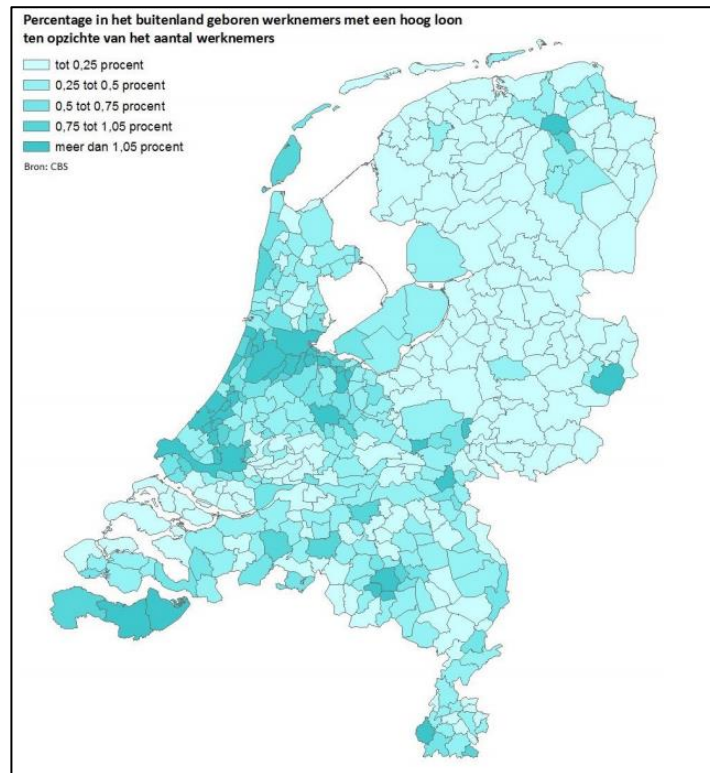 Percentage in het buitenland geboren werknemers met een hoog loon
ten opzichte van het aantal werknemers
tot 0,25 procent
0,25 tot 0,5 procent
0,5 tot 0,75 procent
0,75 tot 1,05 procent
meer dan 1,05 procent
Bron: CBS